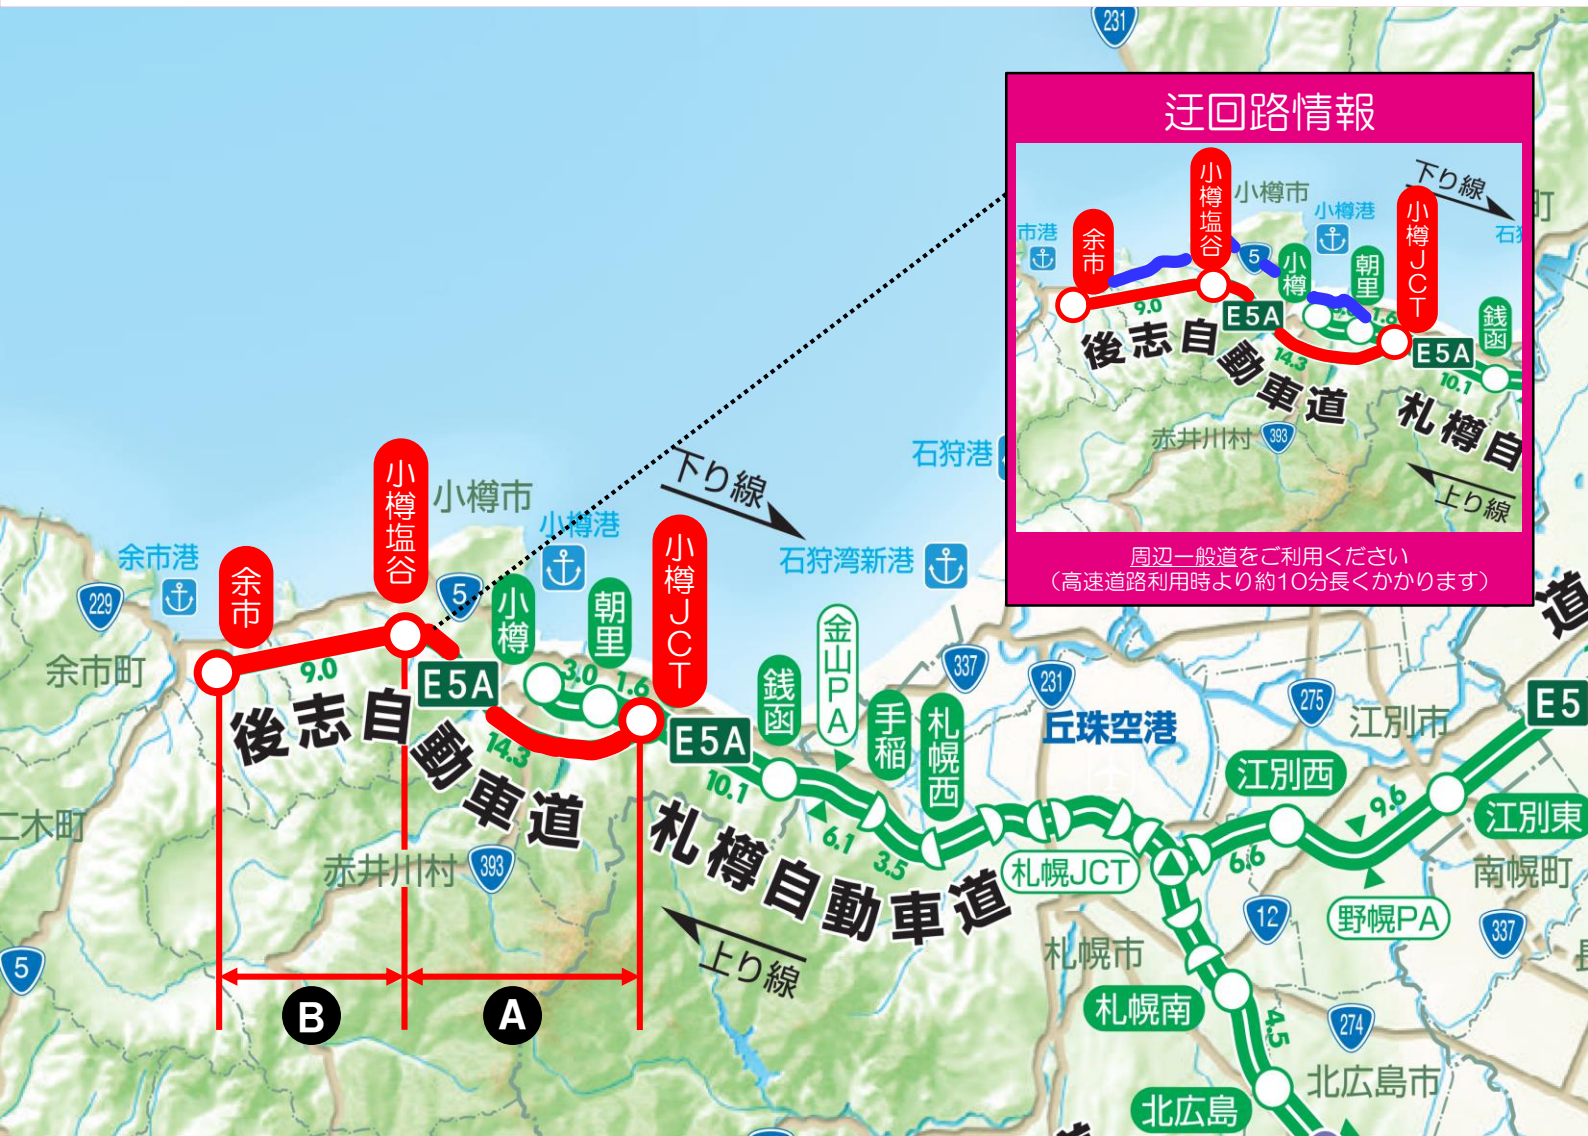 231
迂回路情報
下り線
小樽塩谷
小樽市
小樽港
小樽JCT
町
市港
余市
石狩
5
小樽
朝里
9.0
E5A
1.6
銭函
後志自動車道
14.3
E5A
10.1
赤井川村
393
札樽自
上り線
周辺一般道をご利用ください
（高速道路利用時より約10分長くかかります）
石狩港
小樽塩谷
小樽市
下り線
小樽港
小樽JCT
石狩湾新港
余市港
余市
229
5
小樽
朝里
道
金山PA
337
231
275
余市町
9.0
E5A
3.0
1.6
銭函
手稲
札幌西
丘珠空港
江別市
E5
後志自動車道
14.3
E5A
10.1
江別西
9.6
江別東
二木町
6.1
3.5
札樽自動車道
6.6
赤井川村
393
札幌JCT
南幌町
12
野幌PA
337
上り線
札幌市
長
5
B
A
札幌南
4.5
274
北広島市
北広島
道